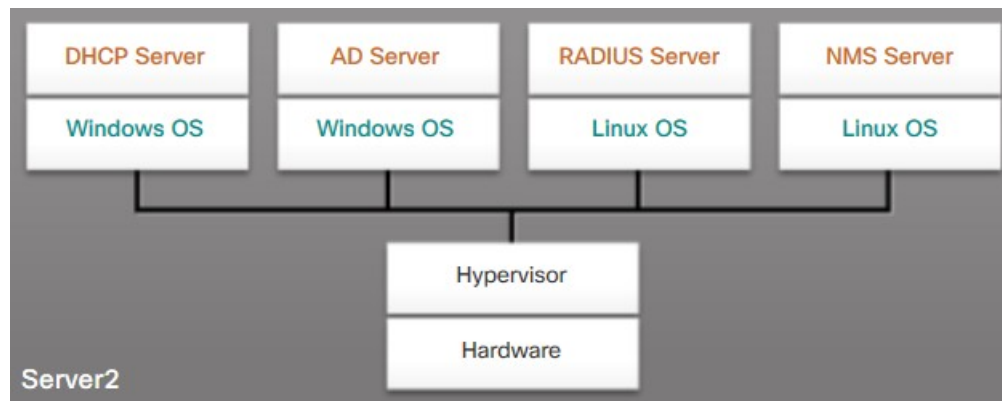 DHCP Server
AD Server
RADIUS Server
NMS Server
Windows OS
Windows OS
Linux OS
Linux OS
Hypervisor
Hardware
Server2